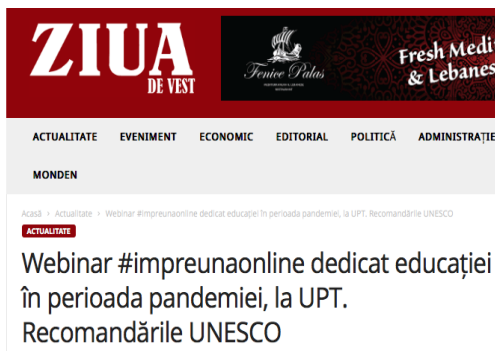 ZIUA
DE VEST
Fenice Palas
Fresh Medi
& Lebanes
ACTUALITATE EVENIMENT ECONOMIC EDITORIAL POLITICĂ ADMINISTRAȚIE
MONDEN
Acasă › Actualitate › Webinar #impreunaonline dedicat educației în perioada pandemiei, la UPT. Recomandările UNESCO
ACTUALITATE
Webinar #impreunaonline dedicat educației
în perioada pandemiei, la UPT.
Recomandările UNESCO